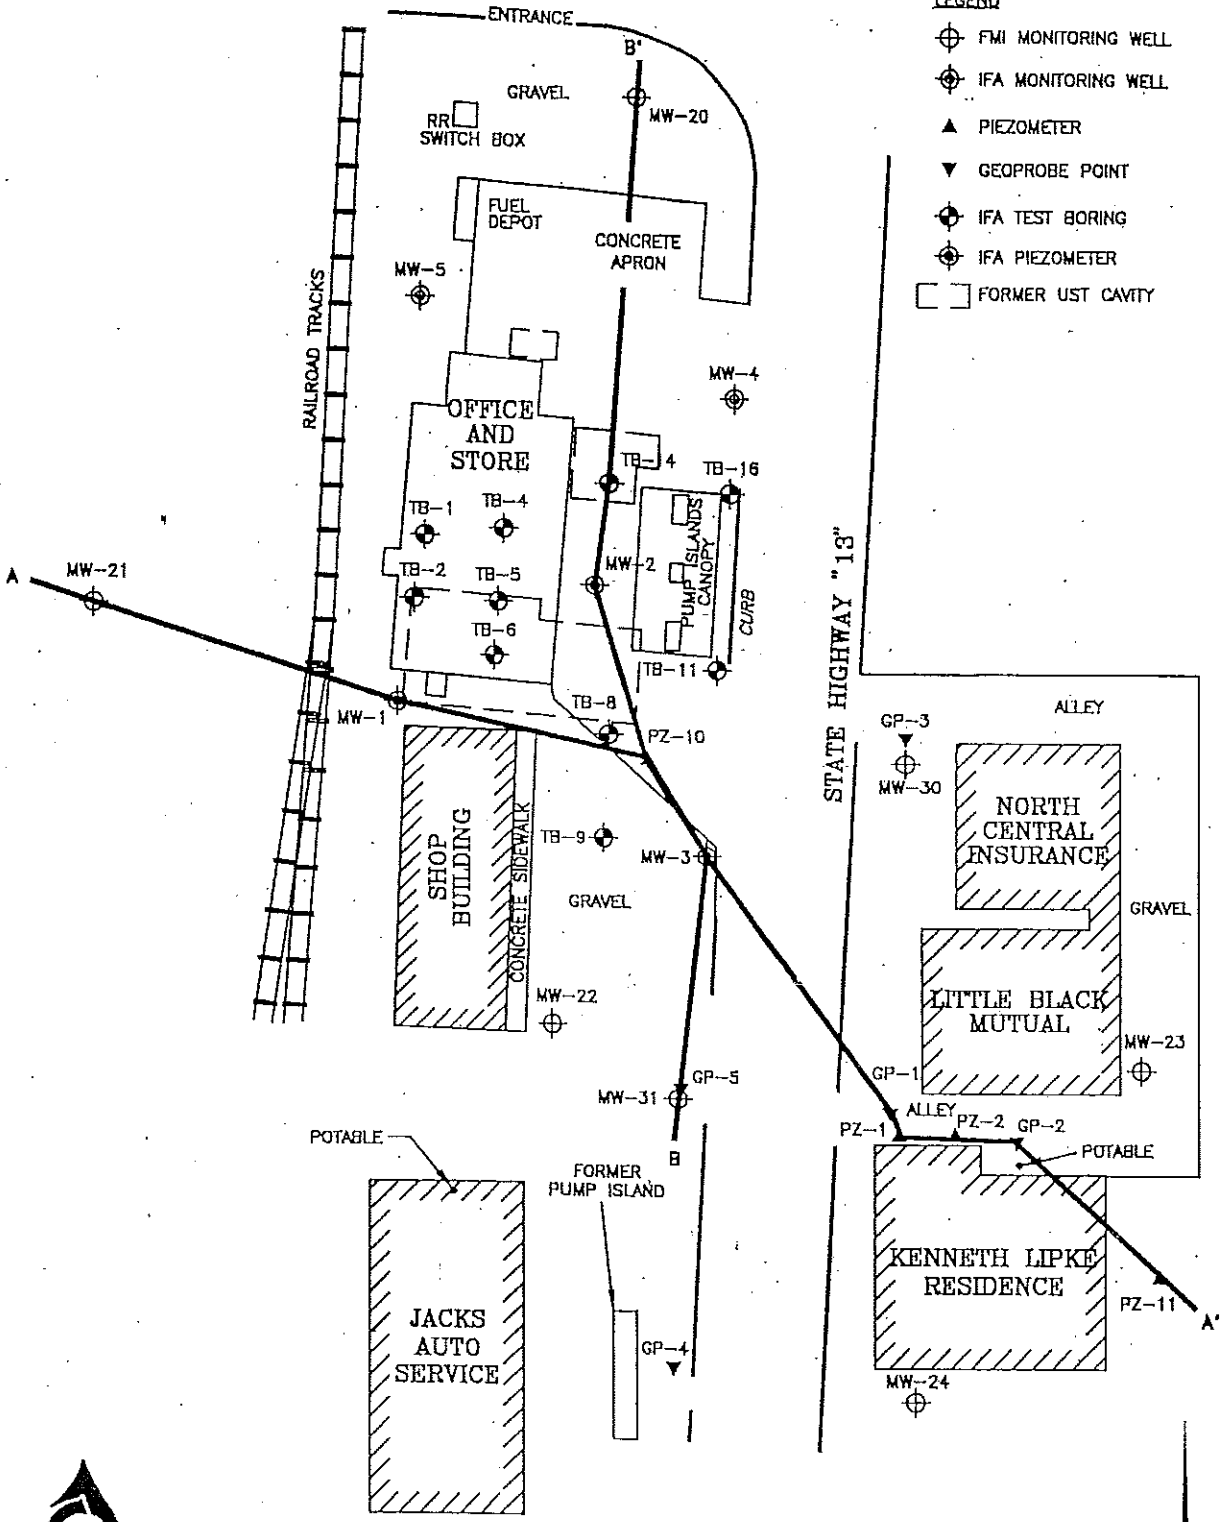 LEGEND
ENTRANCE
B'
FMI MONITORING WELL
IFA MONITORING WELL
GRAVEL
MW-20
RR
SWITCH BOX
PIEZOMETER
GEOPROBE POINT
FUEL
DEPOT
IFA TEST BORING
CONCRETE
APRON
IFA PIEZOMETER
MW-5
FORMER UST CAVITY
RAILROAD TRACKS
MW-4
OFFICE
AND
STORE
TB-14
TB-16
TB-1
TB-4
PUMP ISLANDS
CANOPY
A
MW-21
MW-2
TB-2
TB-5
CURB
TB-6
TB-11
STATE HIGHWAY "13"
MW-1
TB-8
PZ-10
GP-3
ALLEY
MW-30
SHOP
BUILDING
CONCRETE SIDEWALK
TB-9
MW-3
NORTH
CENTRAL
INSURANCE
GRAVEL
GRAVEL
MW-22
LITTLE BLACK
MUTUAL
MW-23
GP-1
GP-5
MW-31
ALLEY
PZ-1
PZ-2
GP-2
POTABLE
POTABLE
B
FORMER
PUMP ISLAND
KENNETH LIPKE
RESIDENCE
PZ-11
A'
JACKS
AUTO
SERVICE
GP-4
MW-24